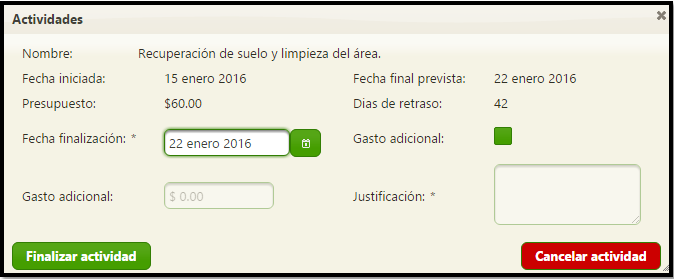 Actividades
Nombre: Recuperación de suelo y limpieza del área.
Fecha iniciada: 15 enero 2016 Fecha final prevista: 22 enero 2016
Presupuesto: $60.00 Dias de retraso: 42
Fecha finalización: * 22 enero 2016 Gasto adicional:
Gasto adicional: $ 0.00 Justificación: *
Finalizar actividad Cancelar actividad